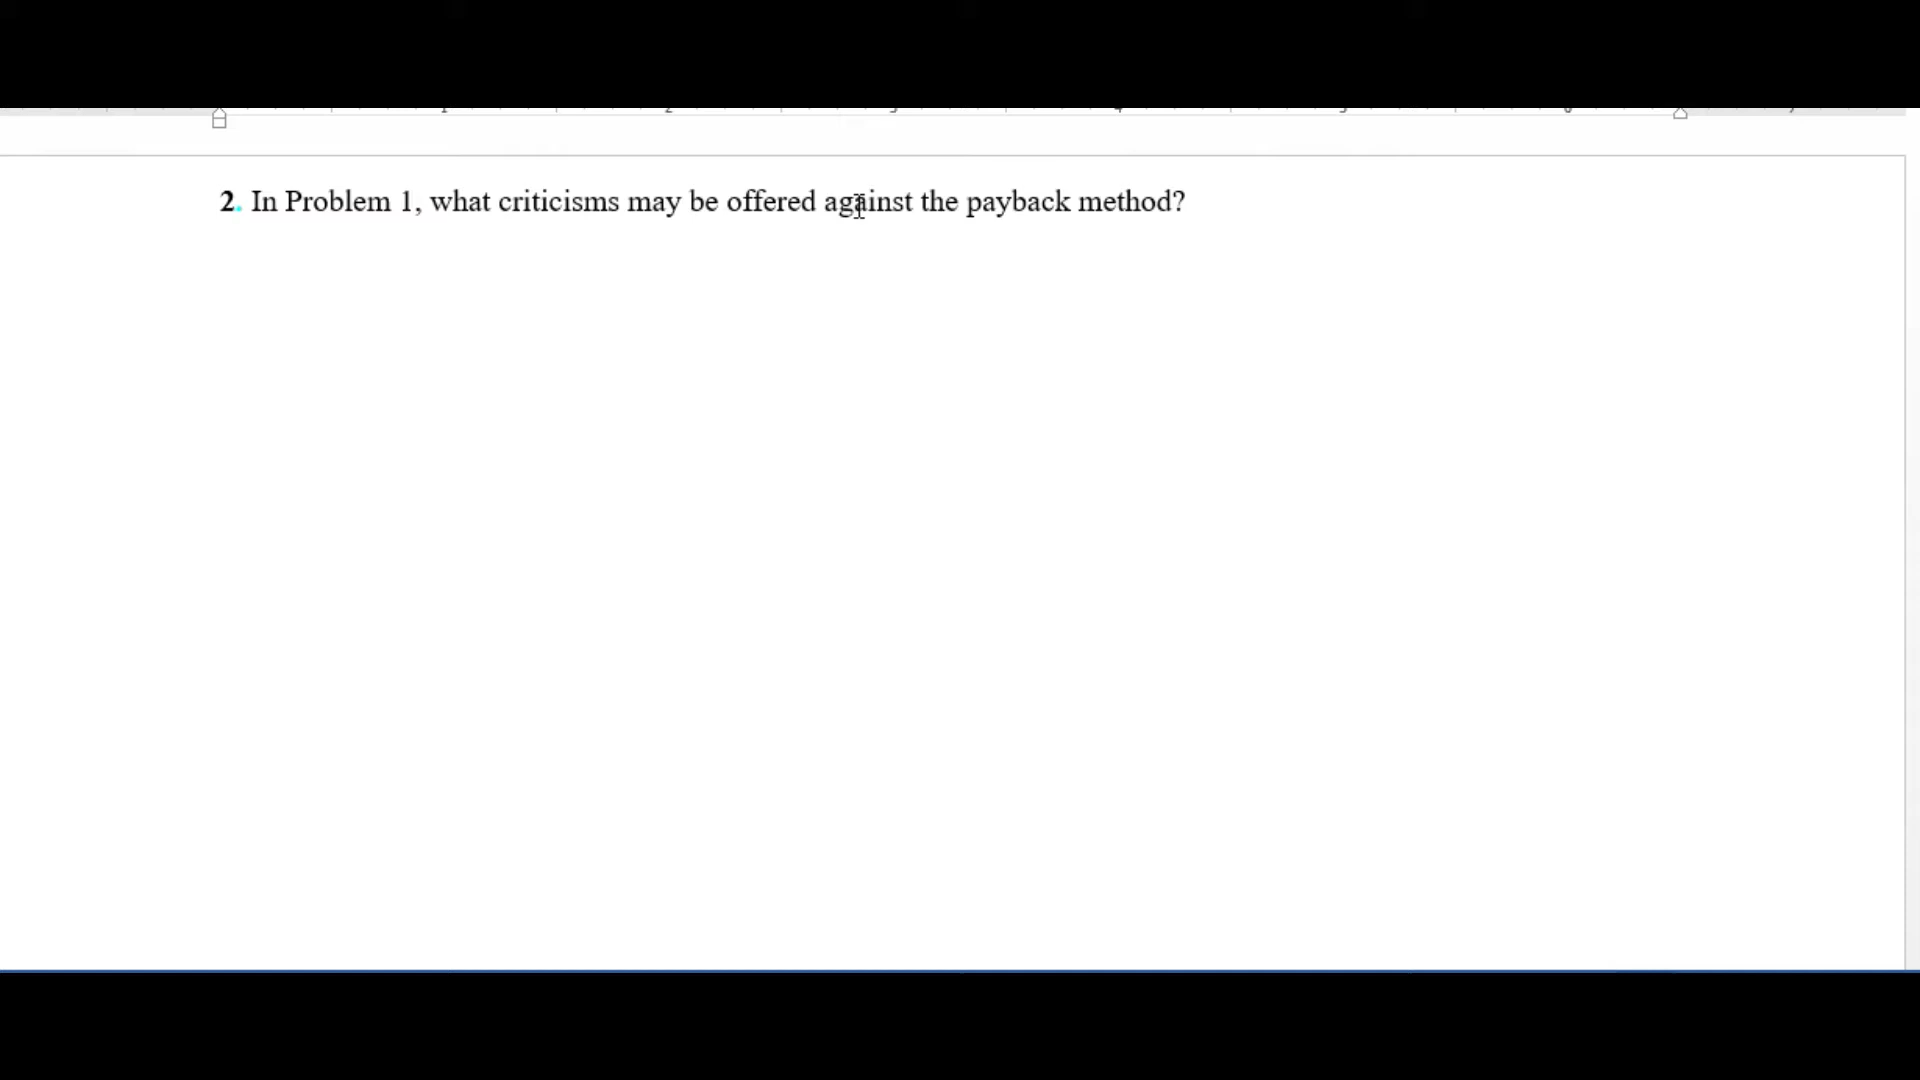 2. In Problem 1, what criticisms may be offered against the payback method?